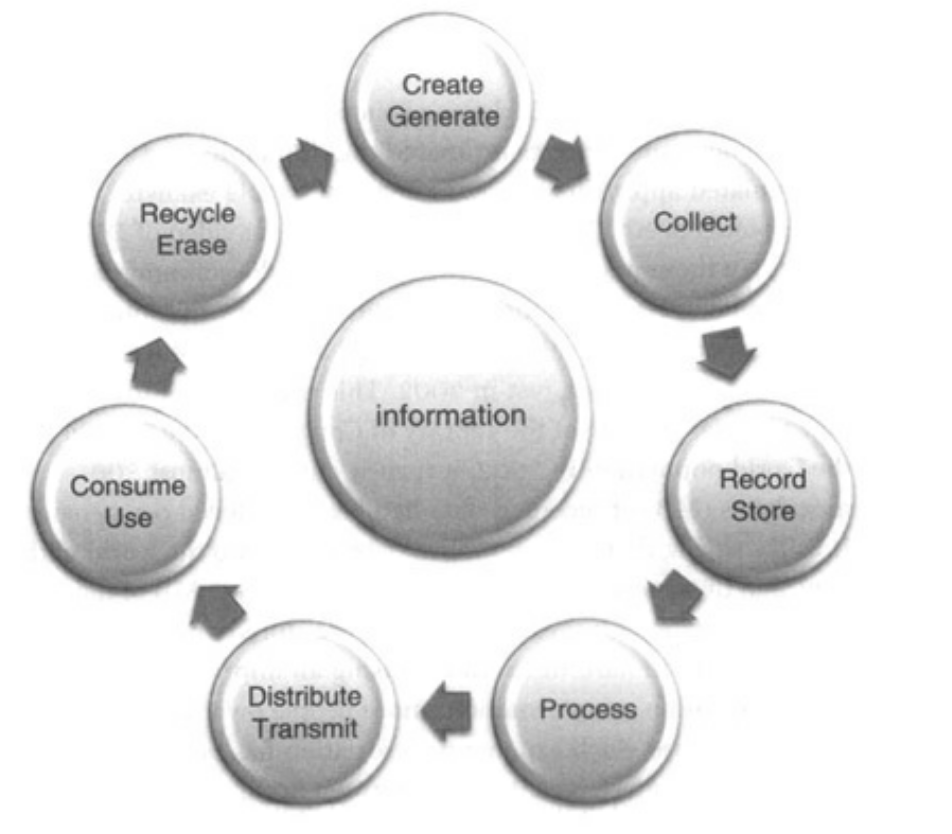 Create
Generate
Collect
Record
Store
Process
Distribute
Transmit
Consume
Use
Recycle
Erase
information